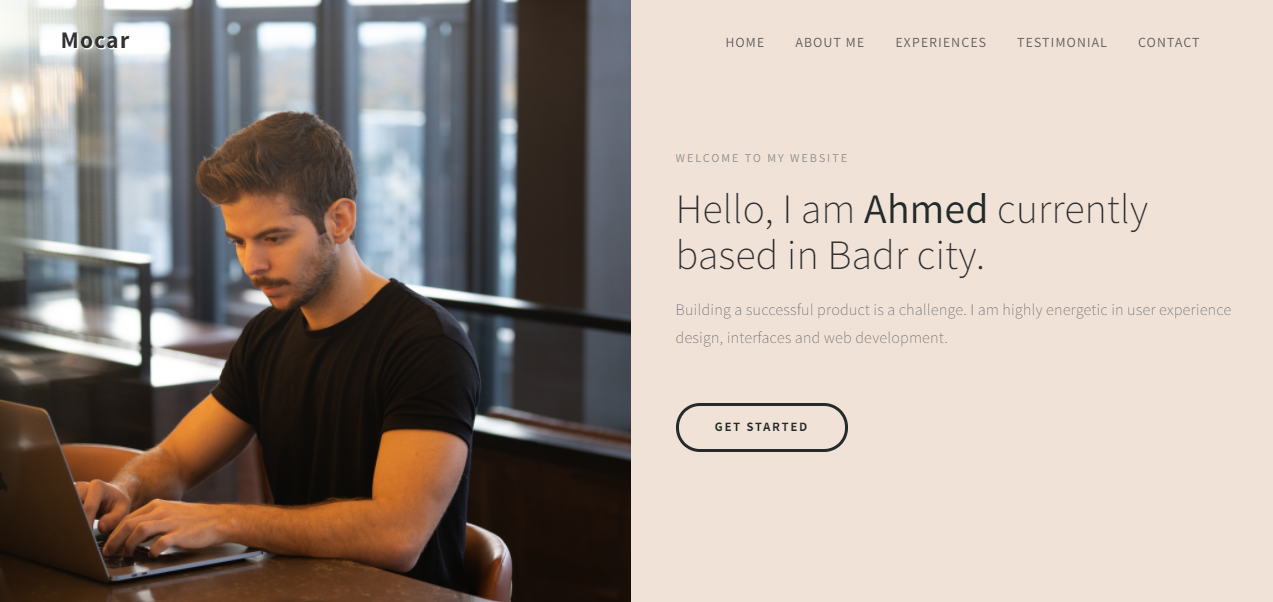 Mocar
HOME ABOUT ME EXPERIENCES TESTIMONIAL CONTACT
WELCOME TO MY WEBSITE
Hello, I am Ahmed currently
based in Badr city.
Building a successful product is a challenge. I am highly energetic in user experience
design, interfaces and web development.
GET STARTED